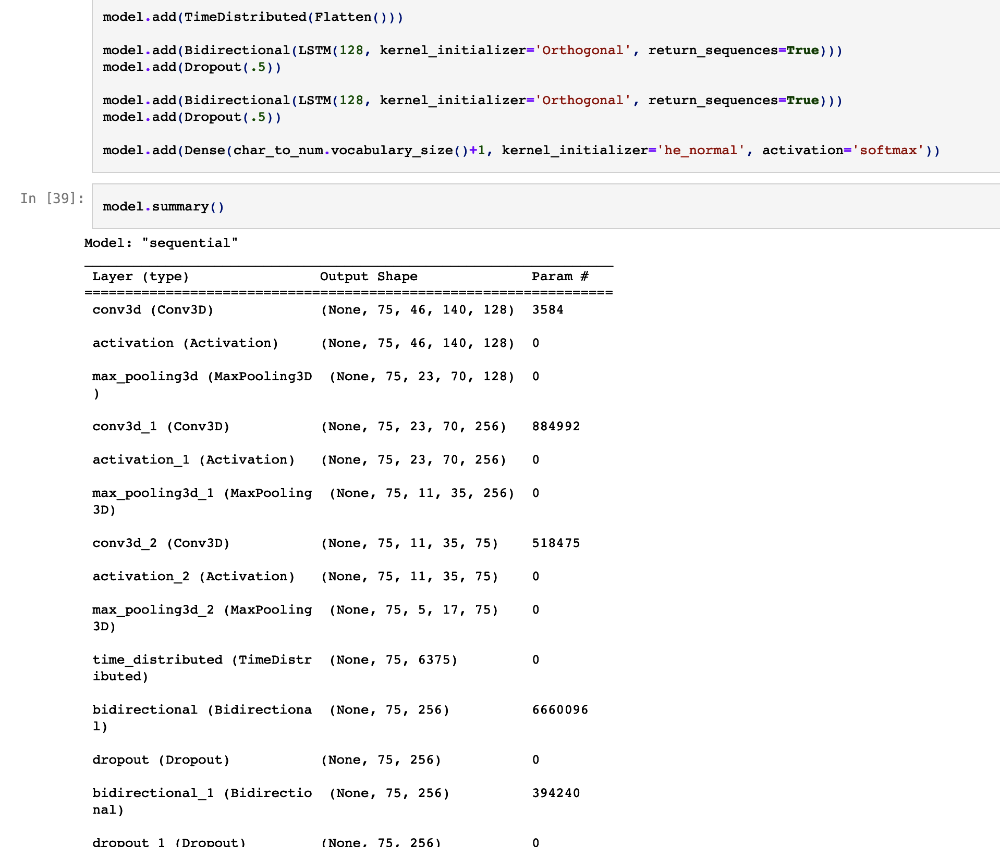 model.add(TimeDistributed(Flatten()))
model.add(Bidirectional(LSTM(128, kernel_initializer='Orthogonal', return_sequences=True)))
model.add(Dropout(.5))
model.add(Bidirectional(LSTM(128, kernel_initializer='Orthogonal', return_sequences=True)))
model.add(Dropout(.5))
model.add(Dense(char_to_num.vocabulary_size()+1, kernel_initializer='he_normal', activation='softmax'))
In [39]: model.summary()
Model: "sequential"
_________________________________________________________________
Layer (type) Output Shape Param #
=================================================================
conv3d (Conv3D) (None, 75, 46, 140, 128) 3584
activation (Activation) (None, 75, 46, 140, 128) 0
max_pooling3d (MaxPooling3D (None, 75, 23, 70, 128) 0
)
conv3d_1 (Conv3D) (None, 75, 23, 70, 256) 884992
activation_1 (Activation) (None, 75, 23, 70, 256) 0
max_pooling3d_1 (MaxPooling (None, 75, 11, 35, 256) 0
3D)
conv3d_2 (Conv3D) (None, 75, 11, 35, 75) 518475
activation_2 (Activation) (None, 75, 11, 35, 75) 0
max_pooling3d_2 (MaxPooling (None, 75, 5, 17, 75) 0
3D)
time_distributed (TimeDistr (None, 75, 6375) 0
ibuted)
bidirectional (Bidirectiona (None, 75, 256) 6660096
l)
dropout (Dropout) (None, 75, 256) 0
bidirectional_1 (Bidirectio (None, 75, 256) 394240
nal)
dropout_1 (Dropout) (None, 75, 256) 0